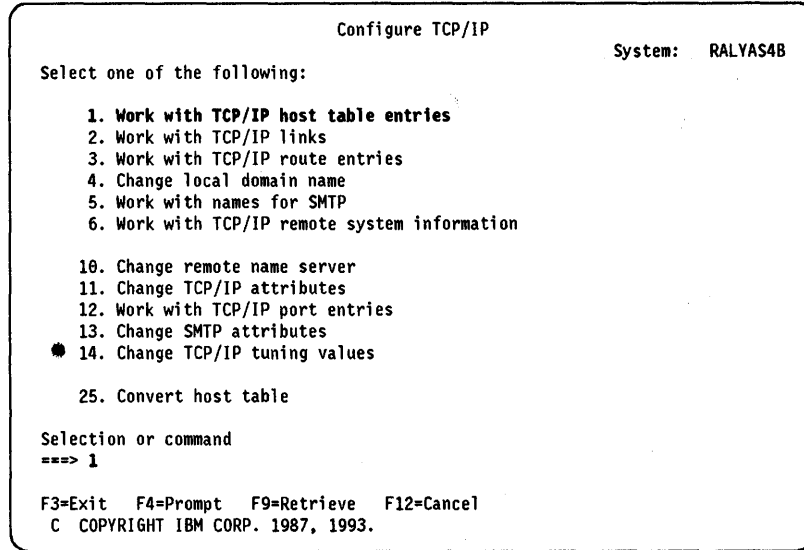 Configure TCP/IP
System: RALYAS4B
Select one of the following:
1. Work with TCP/IP host table entries
2. Work with TCP/IP links
3. Work with TCP/IP route entries
4. Change local domain name
5. Work with names for SMTP
6. Work with TCP/IP remote system information
10. Change remote name server
11. Change TCP/IP attributes
12. Work with TCP/IP port entries
13. Change SMTP attributes
14. Change TCP/IP tuning values
25. Convert host table
Selection or command
===> 1
F3=Exit F4=Prompt F9=Retrieve F12=Cancel
C COPYRIGHT IBM CORP. 1987, 1993.